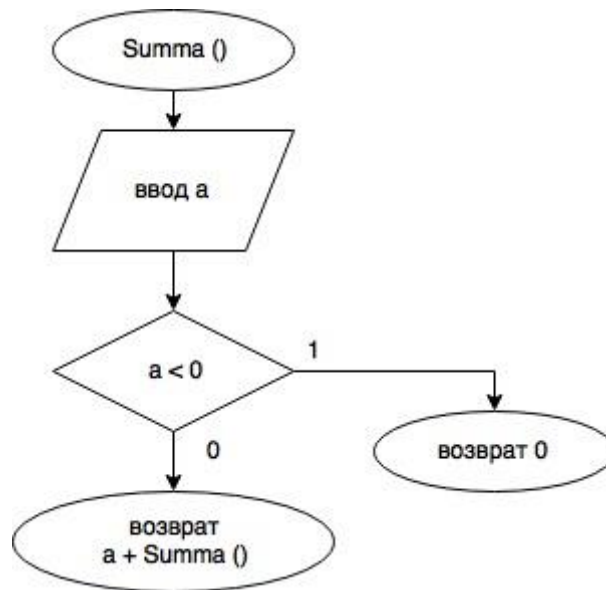 Summa ()
ввод a
a < 0
1
0
возврат 0
возврат
a + Summa ()